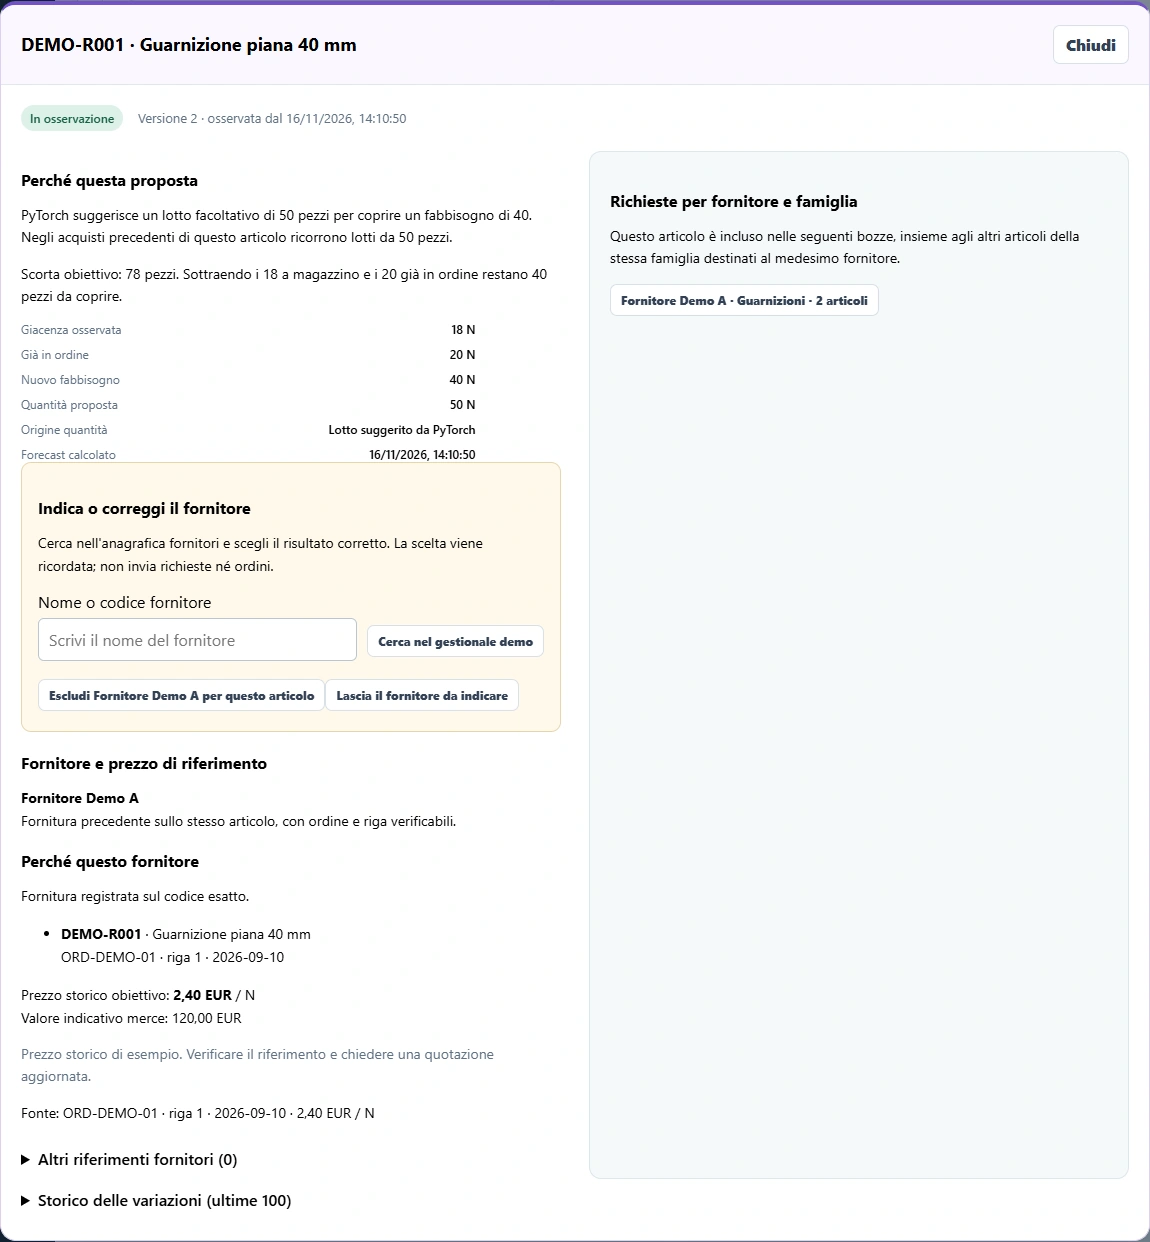 DEMO-R001 · Guarnizione piana 40 mm
Chiudi
In osservazione
Versione 2 · osservata dal 16/11/2026, 14:10:50
Perché questa proposta
PyTorch suggerisce un lotto facoltativo di 50 pezzi per coprire un fabbisogno di 40.
Negli acquisti precedenti di questo articolo ricorrono lotti da 50 pezzi.
Scorta obiettivo: 78 pezzi. Sottraendo i 18 a magazzino e i 20 già in ordine restano 40
pezzi da coprire.
Giacenza osservata 18 N
Già in ordine 20 N
Nuovo fabbisogno 40 N
Quantità proposta 50 N
Origine quantità Lotto suggerito da PyTorch
Forecast calcolato 16/11/2026, 14:10:50
Indica o correggi il fornitore
Cerca nell'anagrafica fornitori e scegli il risultato corretto. La scelta viene
ricordata; non invia richieste né ordini.
Nome o codice fornitore
Scrivi il nome del fornitore
Cerca nel gestionale demo
Escludi Fornitore Demo A per questo articolo
Lascia il fornitore da indicare
Fornitore e prezzo di riferimento
Fornitore Demo A
Fornitura precedente sullo stesso articolo, con ordine e riga verificabili.
Perché questo fornitore
Fornitura registrata sul codice esatto.
• DEMO-R001 · Guarnizione piana 40 mm
ORD-DEMO-01 · riga 1 · 2026-09-10
Prezzo storico obiettivo: 2,40 EUR / N
Valore indicativo merce: 120,00 EUR
Prezzo storico di esempio. Verificare il riferimento e chiedere una quotazione
aggiornata.
Fonte: ORD-DEMO-01 · riga 1 · 2026-09-10 · 2,40 EUR / N
Altri riferimenti fornitori (0)
Storico delle variazioni (ultime 100)
Richieste per fornitore e famiglia
Questo articolo è incluso nelle seguenti bozze, insieme agli altri articoli della
stessa famiglia destinati al medesimo fornitore.
Fornitore Demo A · Guarnizioni · 2 articoli